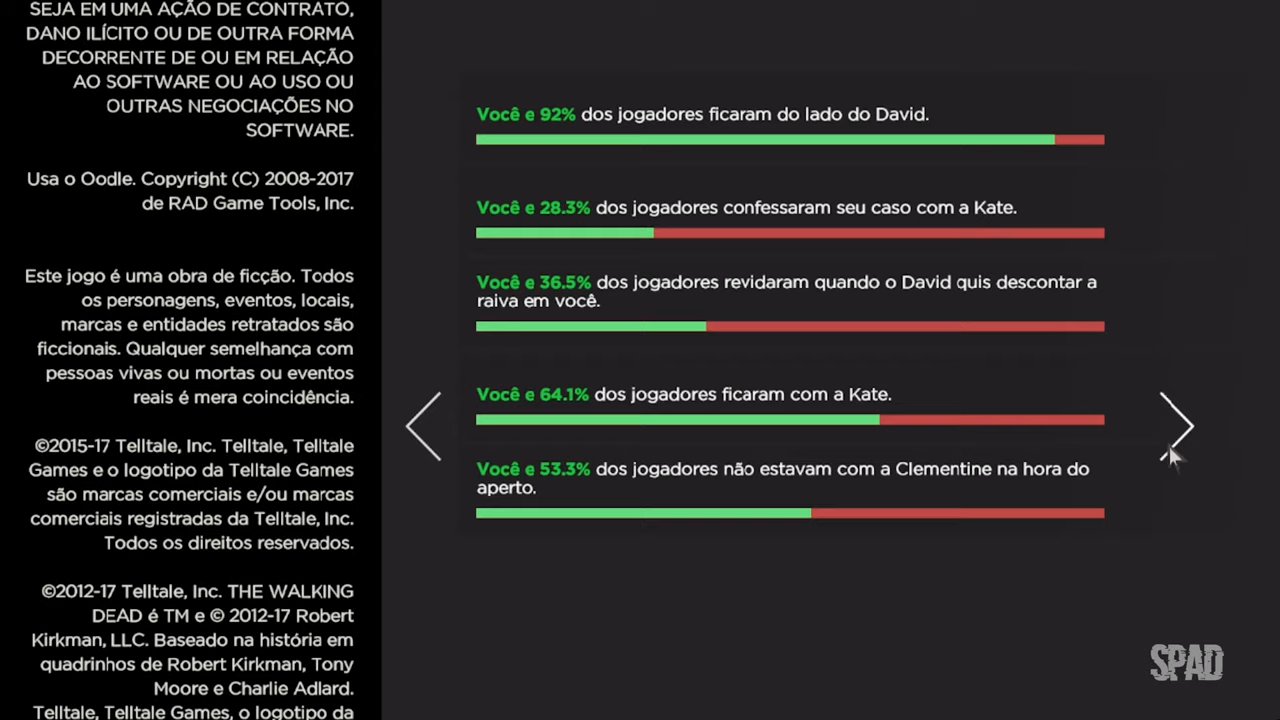 SEJA EM UMA AÇÃO DE CONTRATO,
DANO ILÍCITO OU DE OUTRA FORMA
DECORRENTE DE OU EM RELAÇÃO
AO SOFTWARE OU AO USO OU
OUTRAS NEGOCIAÇÕES NO
SOFTWARE.
Usa o Oodle. Copyright (C) 2008-2017
de RAD Game Tools, Inc.
Este jogo é uma obra de ficção. Todos
os personagens, eventos, locais,
marcas e entidades retratados são
ficcionais. Qualquer semelhança com
pessoas vivas ou mortas ou eventos
reais é mera coincidência.
©2015-17 Telltale, Inc. Telltale, Telltale
Games e o logotipo da Telltale Games
são marcas comerciais e/ou marcas
comerciais registradas da Telltale, Inc.
Todos os direitos reservados.
©2012-17 Telltale, Inc. THE WALKING
DEAD é TM e © 2012-17 Robert
Kirkman, LLC. Baseado na história em
quadrinhos de Robert Kirkman, Tony
Moore e Charlie Adlard.
Telltale, Telltale Games, o logotipo da
Você e 92% dos jogadores ficaram do lado do David.
Você e 28.3% dos jogadores confessaram seu caso com a Kate.
Você e 36.5% dos jogadores revidaram quando o David quis descontar a
raiva em você.
Você e 64.1% dos jogadores ficaram com a Kate.
Você e 53.3% dos jogadores não estavam com a Clementine na hora do
aperto.
SPAD